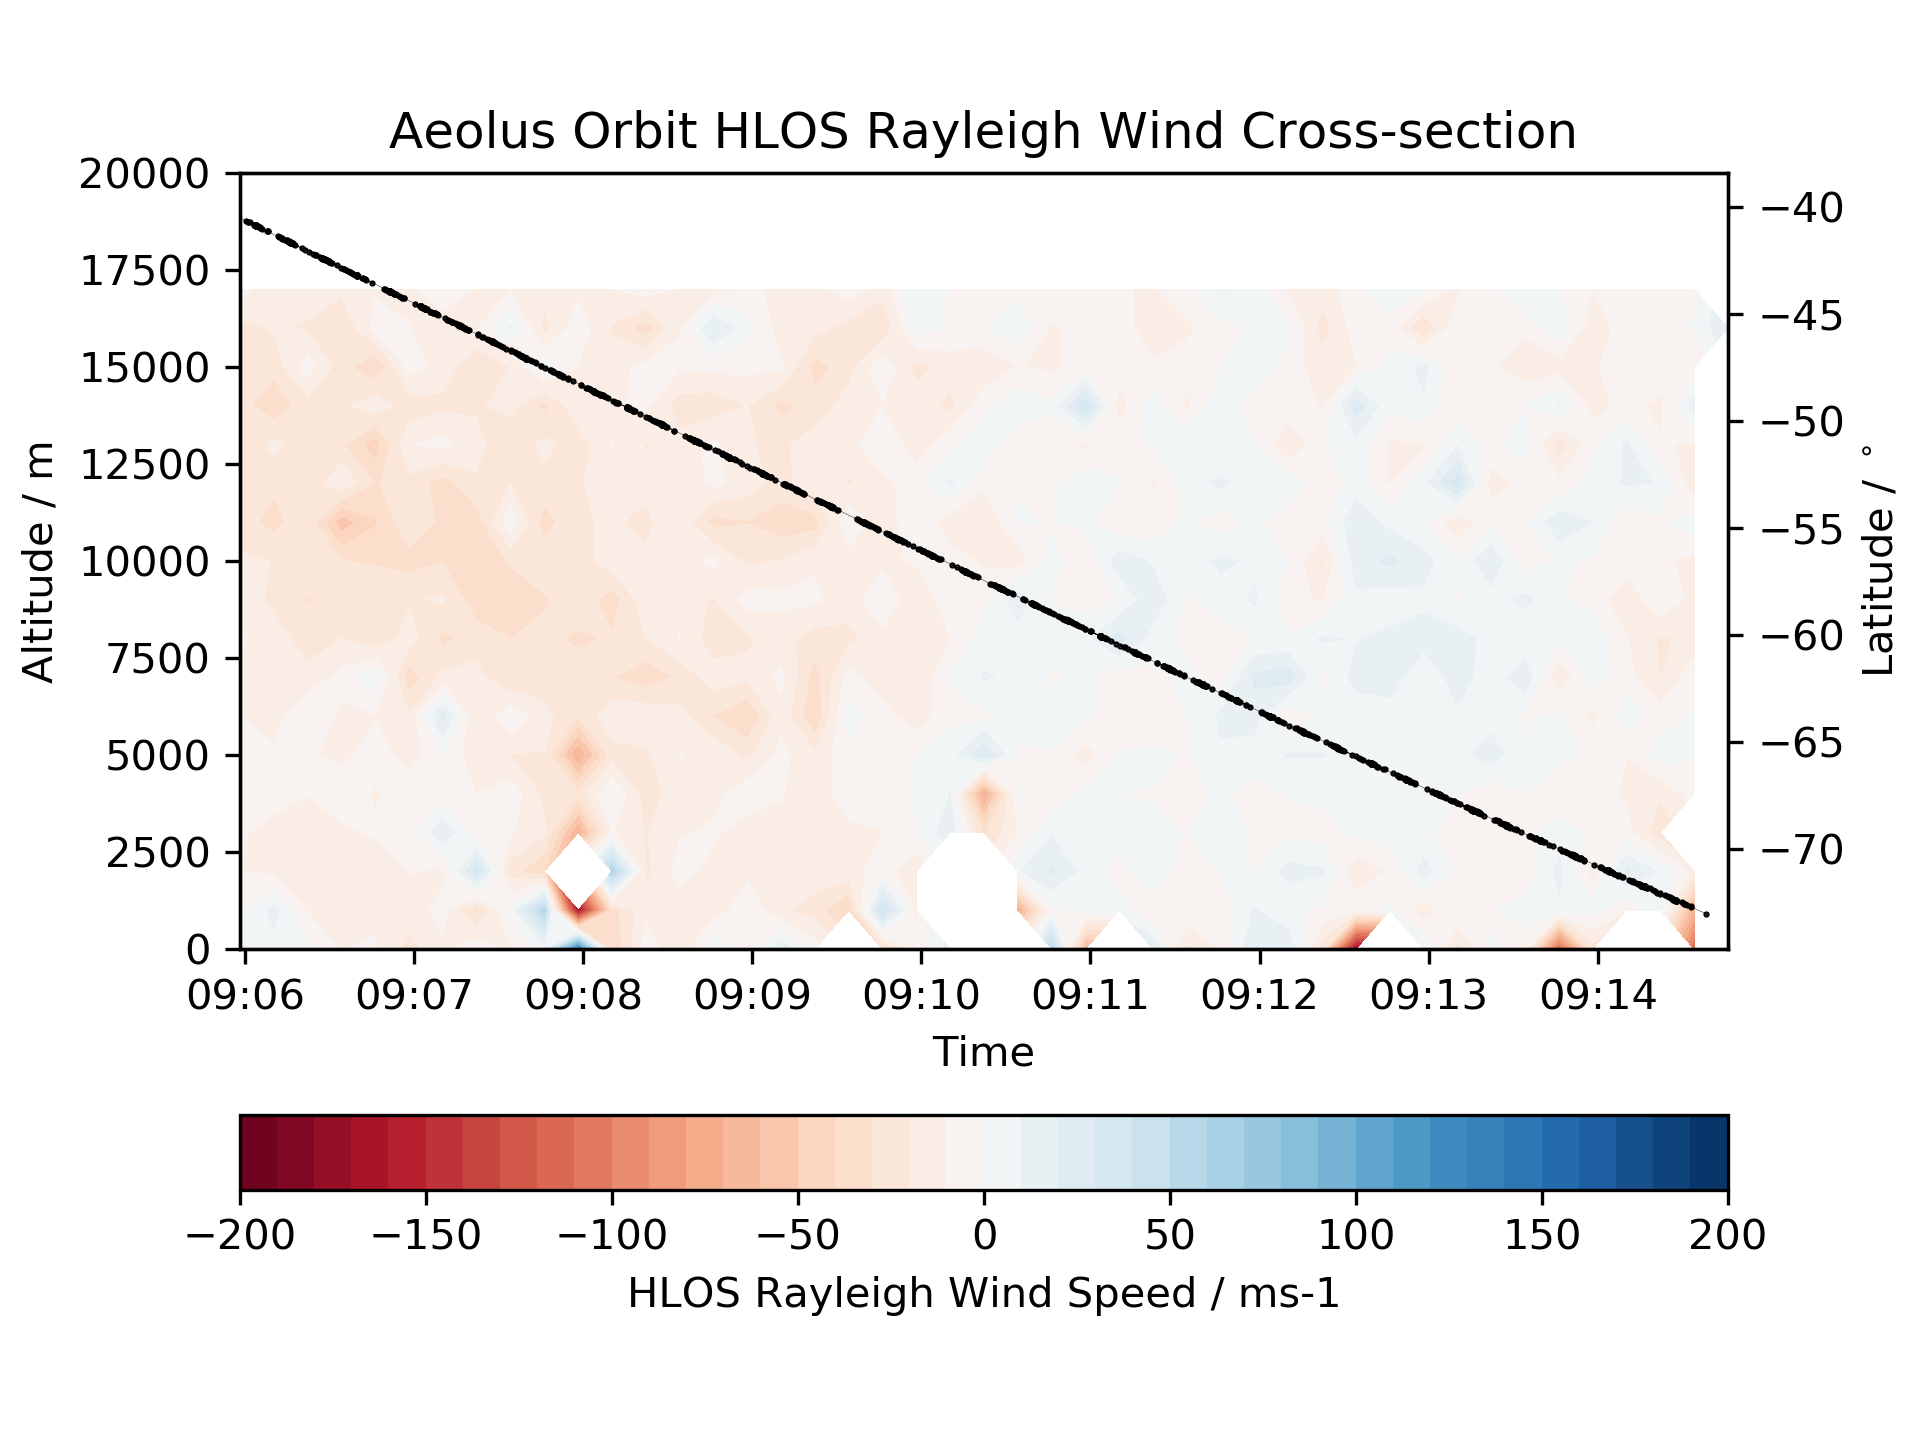 Aeolus Orbit HLOS Rayleigh Wind Cross-section
20000
17500
15000
12500
10000
7500
5000
2500
0
Altitude / m
−40
−45
−50
−55
−60
−65
−70
Latitude / °
09:06 09:07 09:08 09:09 09:10 09:11 09:12 09:13 09:14
Time
−200 −150 −100 −50 0 50 100 150 200
HLOS Rayleigh Wind Speed / ms-1